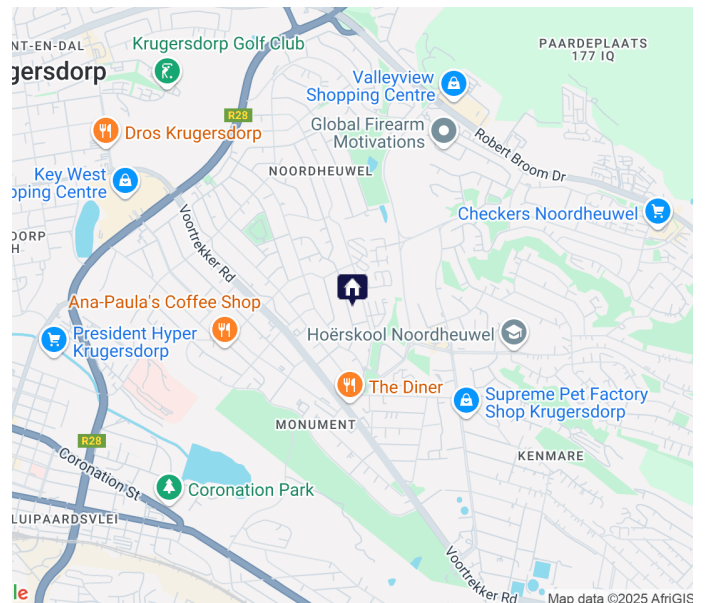 NT-EN-DAL
Krugersdorp Golf Club
PAARDEPLAATS
177 IQ
gersdorp
Valleyview
Shopping Centre
R28
Dros Krugersdorp
Global Firearm
Motivations
Robert Broom Dr
Key West
pping Centre
NOORDHEUWEL
Checkers Noordheuwel
Voortrekker Rd
DORP
H
Ana-Paula's Coffee Shop
President Hyper
Krugersdorp
Hoërskool Noordheuwel
The Diner
Supreme Pet Factory
Shop Krugersdorp
MONUMENT
R28
KENMARE
Coronation St
Coronation Park
LUIPAARDSVLEI
Voortrekker Rd
le
Map data ©2025 AfriGIS